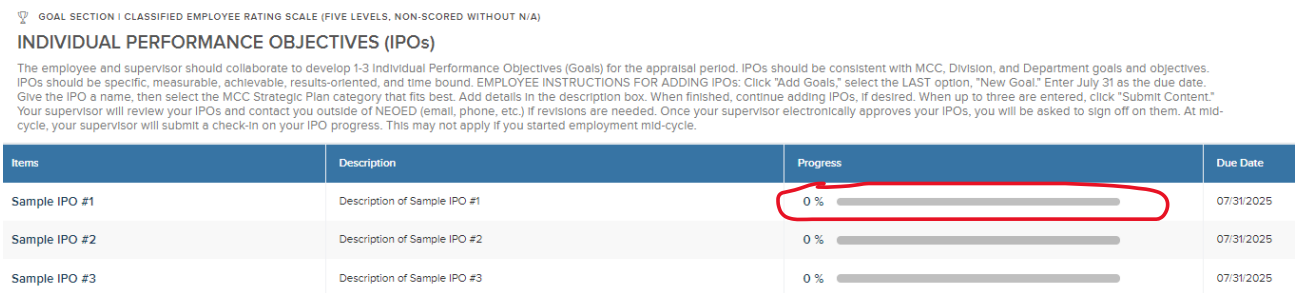 GOAL SECTION | CLASSIFIED EMPLOYEE RATING SCALE (FIVE LEVELS, NON-SCORED WITHOUT N/A)
INDIVIDUAL PERFORMANCE OBJECTIVES (IPOs)
The employee and supervisor should collaborate to develop 1-3 Individual Performance Objectives (Goals) for the appraisal period. IPOs should be consistent with MCC, Division, and Department goals and objectives.
IPOs should be specific, measurable, achievable, results-oriented, and time bound. EMPLOYEE INSTRUCTIONS FOR ADDING IPOs: Click "Add Goals," select the LAST option, "New Goal." Enter July 31 as the due date.
Give the IPO a name, then select the MCC Strategic Plan category that fits best. Add details in the description box. When finished, continue adding IPOs, if desired. When up to three are entered, click "Submit Content."
Your supervisor will review your IPOs and contact you outside of NEOED (email, phone, etc.) if revisions are needed. Once your supervisor electronically approves your IPOs, you will be asked to sign off on them. At mid-
cycle, your supervisor will submit a check-in on your IPO progress. This may not apply if you started employment mid-cycle.
Items Description Progress Due Date
Sample IPO #1 Description of Sample IPO #1 0 % 07/31/2025
Sample IPO #2 Description of Sample IPO #2 0 % 07/31/2025
Sample IPO #3 Description of Sample IPO #3 0 % 07/31/2025